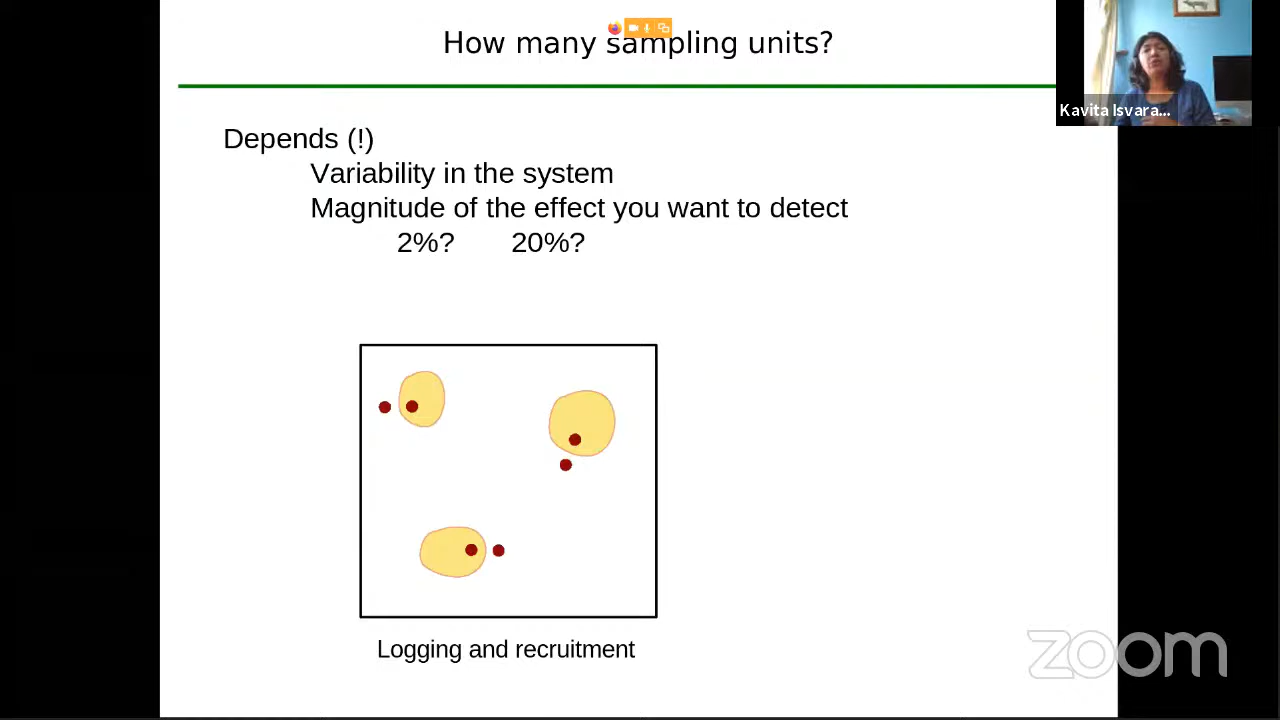 How many sampling units?
Kavita Isvara...
Depends (!)
Variability in the system
Magnitude of the effect you want to detect
2%? 20%?
Logging and recruitment
zoom